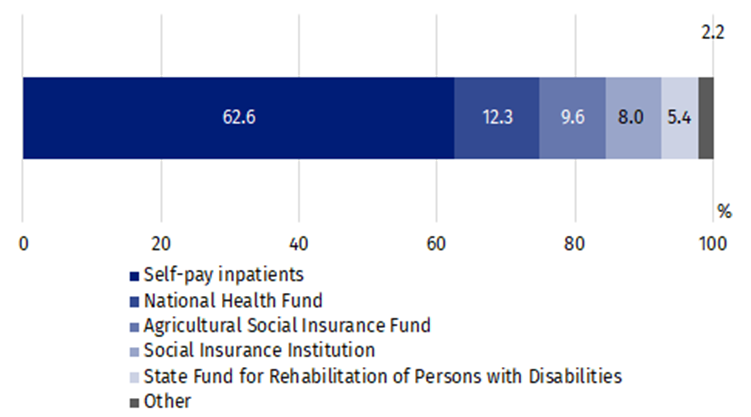 2.2
62.6 12.3 9.6 8.0 5.4
%
0 20 40 60 80 100
Self-pay inpatients
National Health Fund
Agricultural Social Insurance Fund
Social Insurance Institution
State Fund for Rehabilitation of Persons with Disabilities
Other